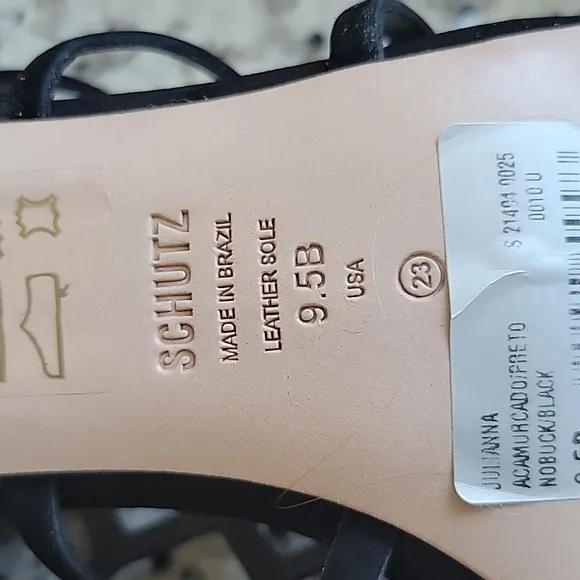 SCHUTZ
MADE IN BRAZIL
LEATHER SOLE
9.5B
USA
23
S 21404 0025
0010 U
JULIANNA
ACAMURCADO/PRETO
NOBUCK/BLACK